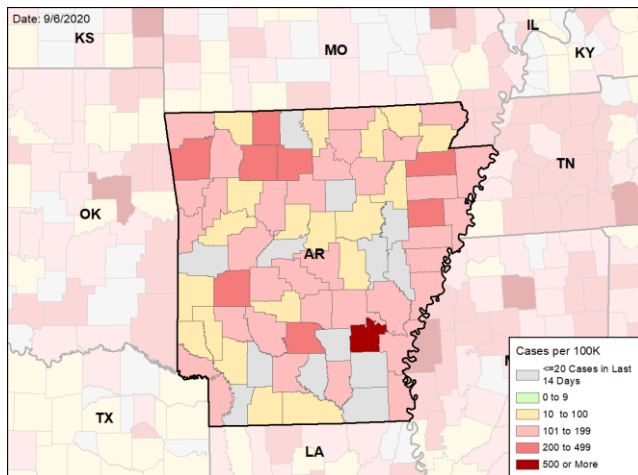 Date: 9/6/2020
KS
MO
IL
KY
TN
OK
AR
TX
LA
Cases per 100K
<=20 Cases in Last
14 Days
0 to 9
10 to 100
101 to 199
200 to 499
500 or More